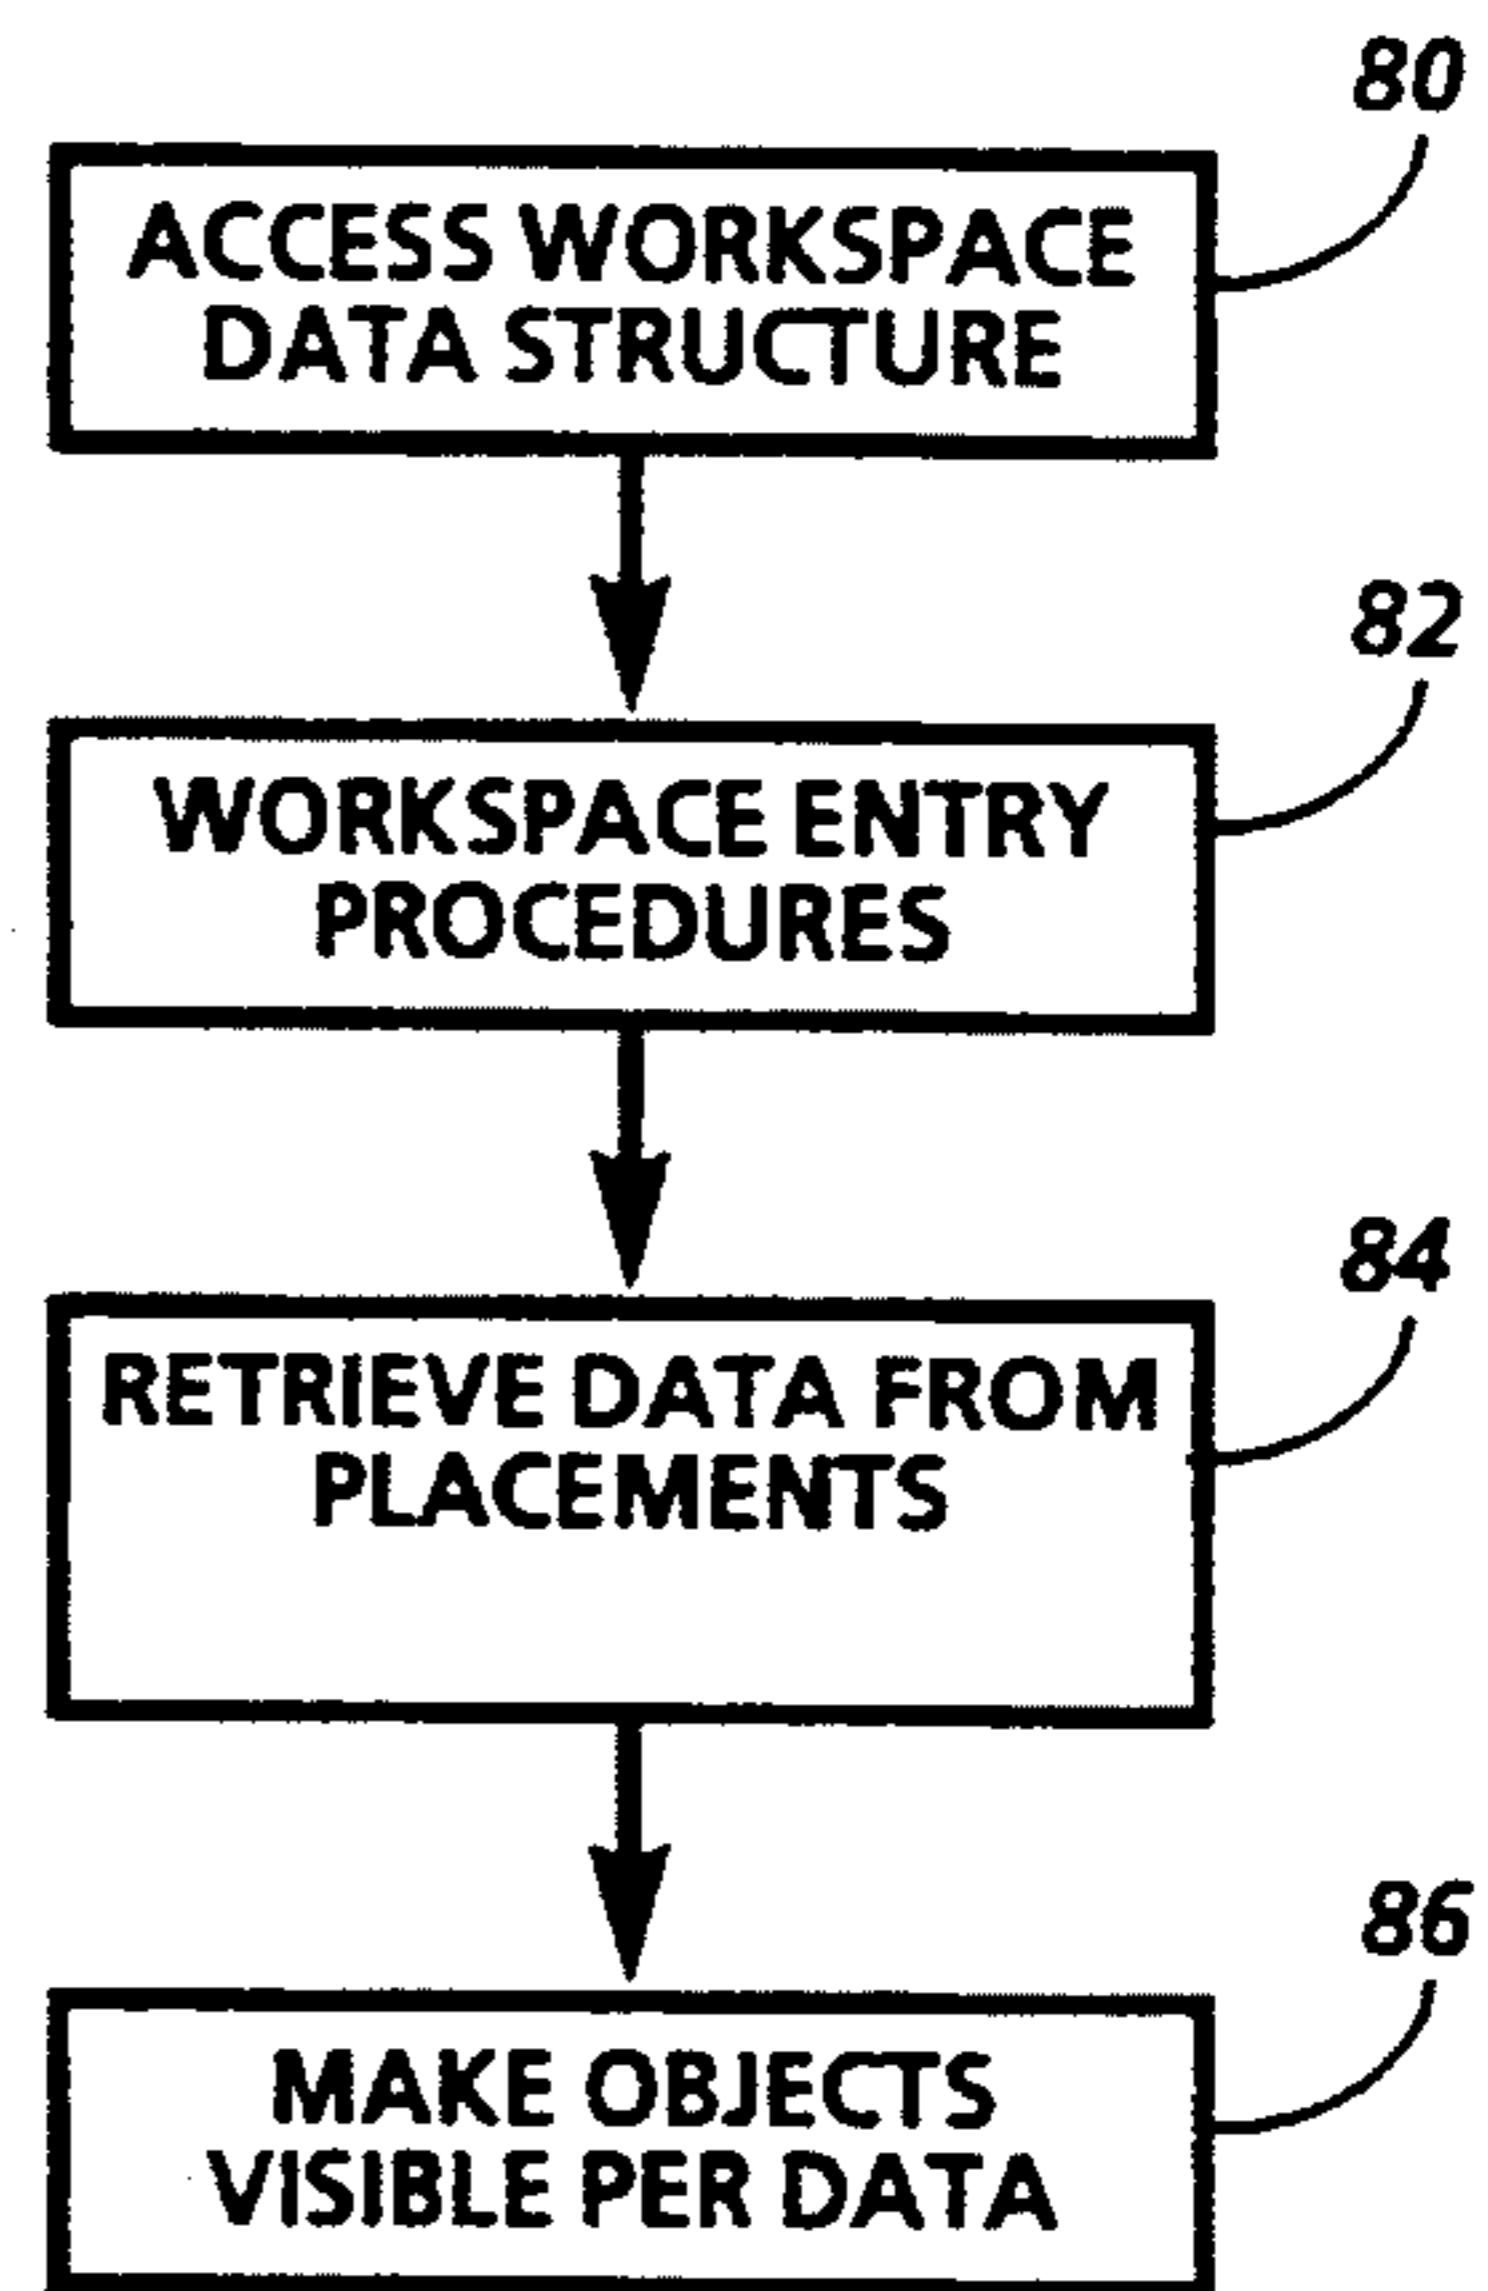 80
ACCESS WORKSPACE
DATA STRUCTURE
82
WORKSPACE ENTRY
PROCEDURES
84
RETRIEVE DATA FROM
PLACEMENTS
86
MAKE OBJECTS
VISIBLE PER DATA